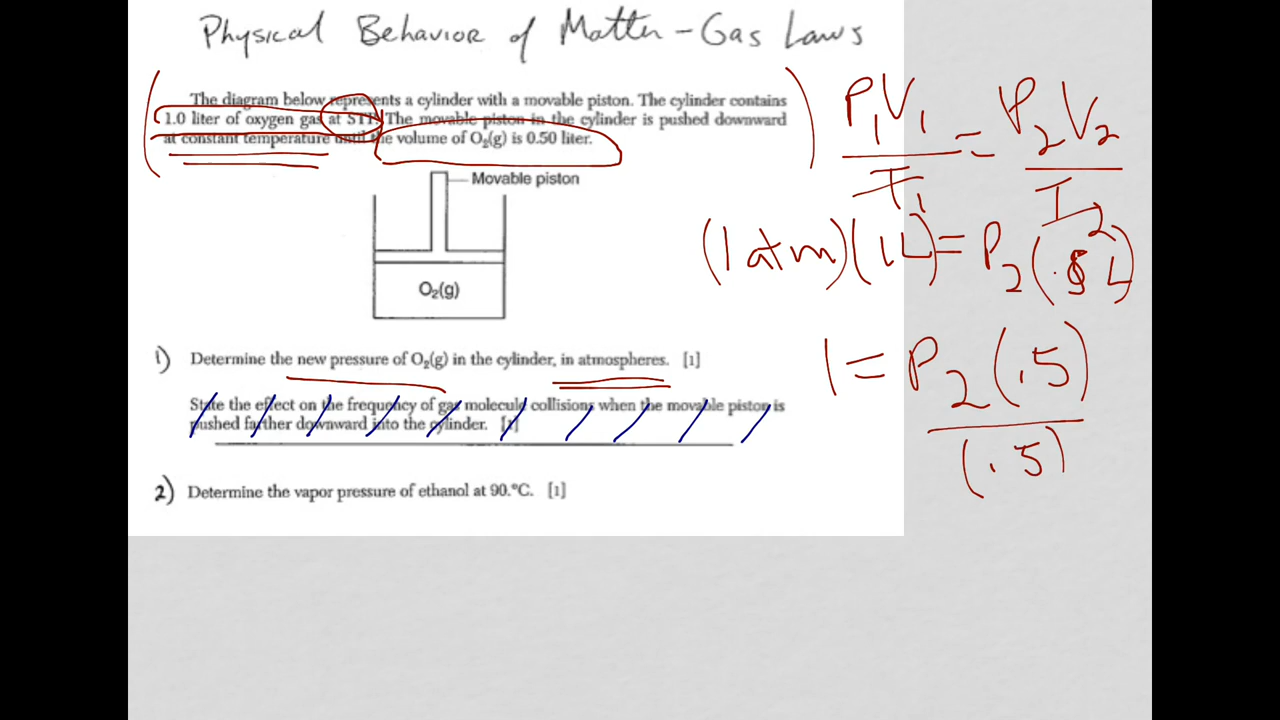 Physical Behavior of Matter - Gas Laws
The diagram below represents a cylinder with a movable piston. The cylinder contains
1.0 liter of oxygen gas at STP. The movable piston in the cylinder is pushed downward
at constant temperature until the volume of O₂(g) is 0.50 liter.
Movable piston
O₂(g)
1) Determine the new pressure of O₂(g) in the cylinder, in atmospheres. [1]
State the effect on the frequency of gas molecule collisions when the movable piston is
pushed farther downward into the cylinder. [1]
2) Determine the vapor pressure of ethanol at 90.°C. [1]
P₁V₁ = P₂V₂
T₁ T₂
(1 atm)(1L) = P₂(.5 L)
1 = P₂(.5)
(.5)